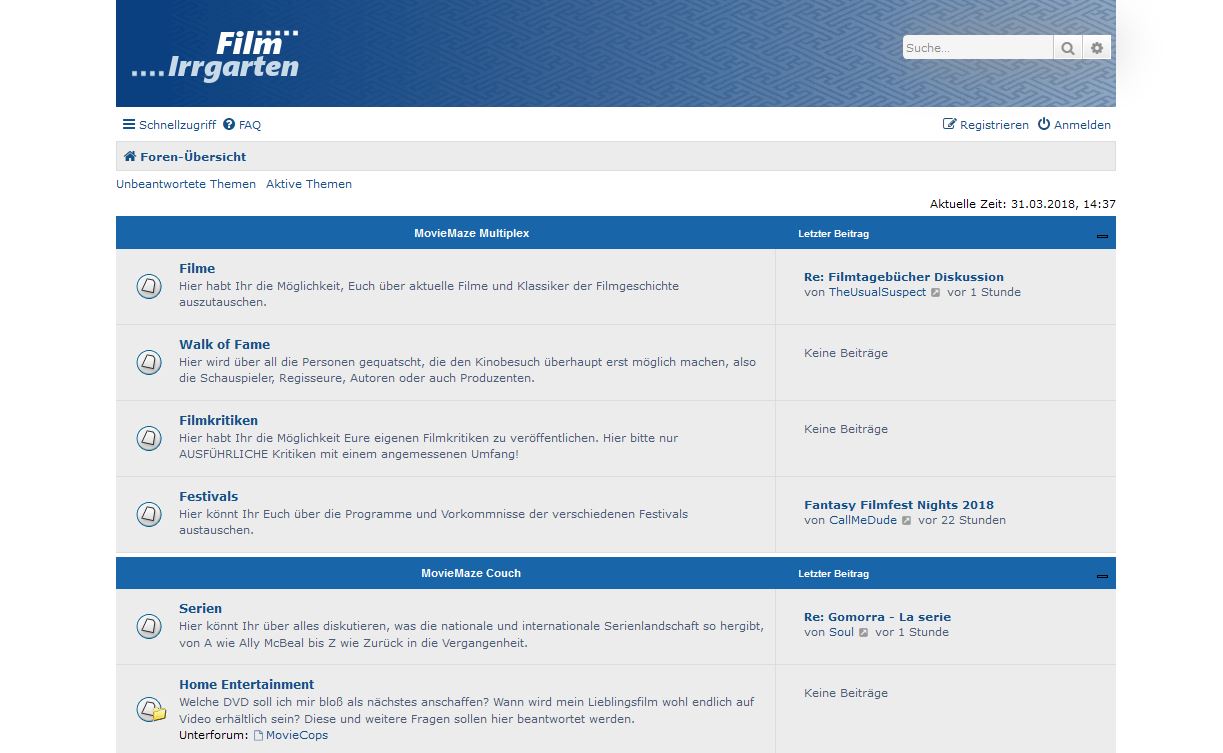 Film
....Irrgarten
Suche...
Schnellzugriff FAQ
Registrieren Anmelden
Foren-Übersicht
Unbeantwortete Themen Aktive Themen
Aktuelle Zeit: 31.03.2018, 14:37
MovieMaze Multiplex Letzter Beitrag
Filme
Hier habt Ihr die Möglichkeit, Euch über aktuelle Filme und Klassiker der Filmgeschichte
auszutauschen.
Re: Filmtagebücher Diskussion
von TheUsualSuspect vor 1 Stunde
Walk of Fame
Hier wird über all die Personen gequatscht, die den Kinobesuch überhaupt erst möglich machen, also
die Schauspieler, Regisseure, Autoren oder auch Produzenten.
Keine Beiträge
Filmkritiken
Hier habt Ihr die Möglichkeit Eure eigenen Filmkritiken zu veröffentlichen. Hier bitte nur
AUSFÜHRLICHE Kritiken mit einem angemessenen Umfang!
Keine Beiträge
Festivals
Hier könnt Ihr Euch über die Programme und Vorkommnisse der verschiedenen Festivals
austauschen.
Fantasy Filmfest Nights 2018
von CallMeDude vor 22 Stunden
MovieMaze Couch Letzter Beitrag
Serien
Hier könnt Ihr über alles diskutieren, was die nationale und internationale Serienlandschaft so hergibt,
von A wie Ally McBeal bis Z wie Zurück in die Vergangenheit.
Re: Gomorra - La serie
von Soul vor 1 Stunde
Home Entertainment
Welche DVD soll ich mir bloß als nächstes anschaffen? Wann wird mein Lieblingsfilm wohl endlich auf
Video erhältlich sein? Diese und weitere Fragen sollen hier beantwortet werden.
Unterforum: MovieCops
Keine Beiträge